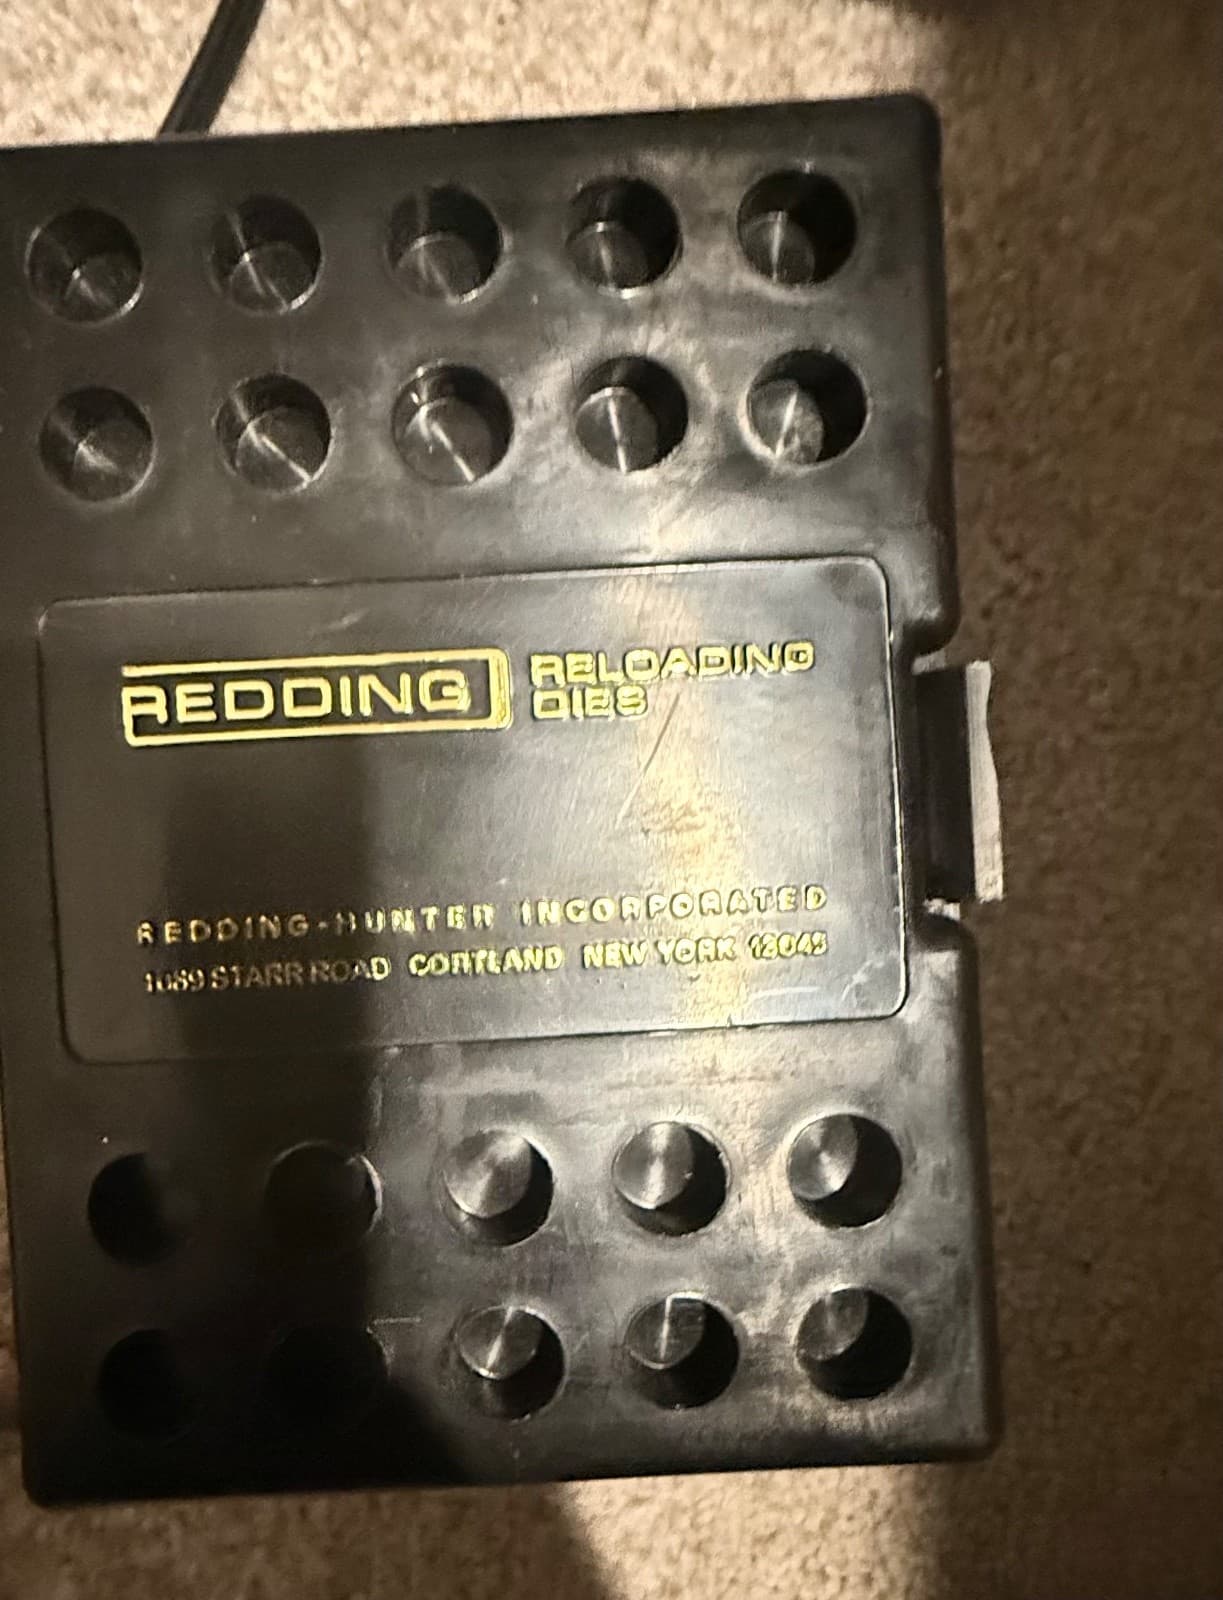 REDDING RELOADING
DIES
REDDING-HUNTER INCORPORATED
1089 STARR ROAD CORTLAND NEW YORK 13045